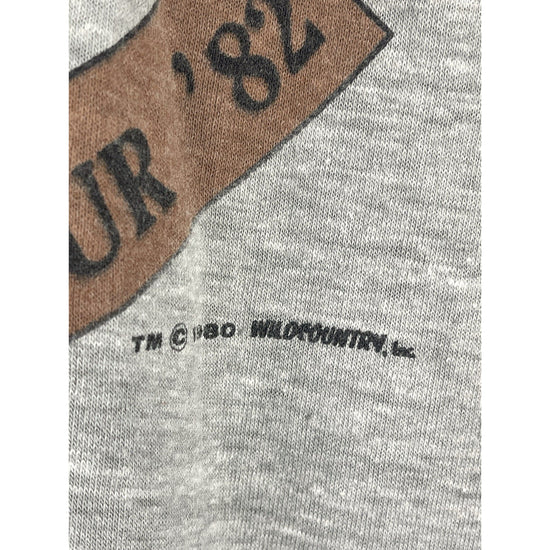 UR '82
TM © 1980 WILDCOUNTRY, Inc.